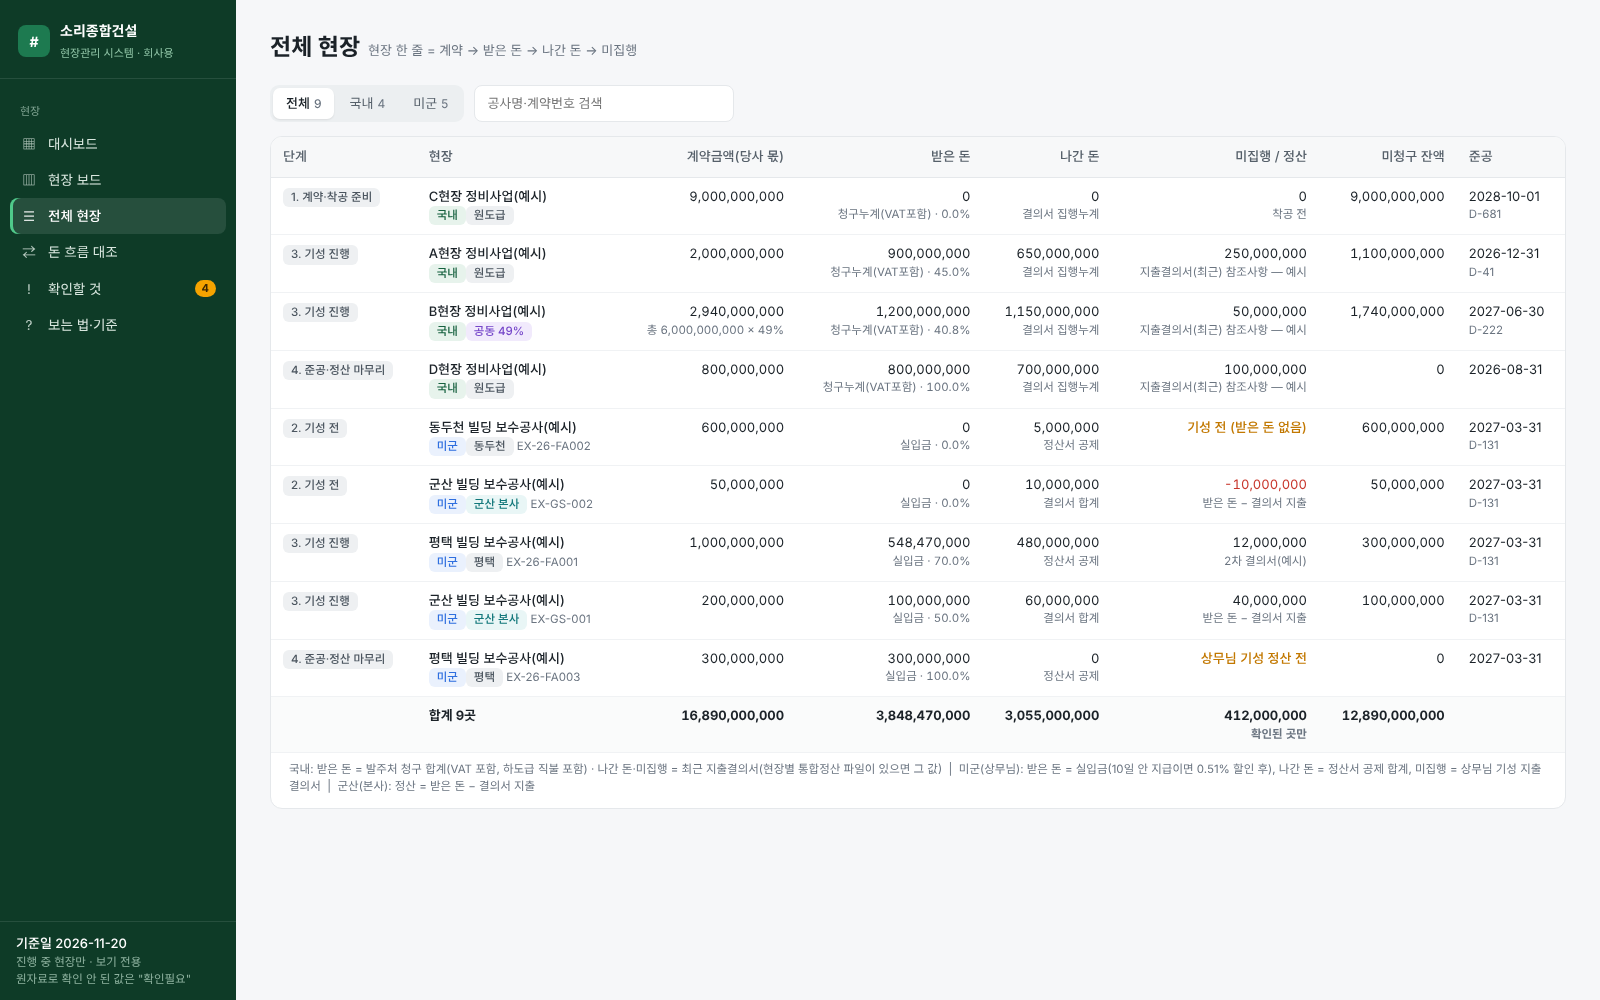 #
소리종합건설
현장관리 시스템 · 회사용
현장
대시보드
현장 보드
전체 현장
돈 흐름 대조
! 확인할 것 4
? 보는 법·기준
기준일 2026-11-20
진행 중 현장만 · 보기 전용
원자료로 확인 안 된 값은 "확인필요"
전체 현장 현장 한 줄 = 계약 → 받은 돈 → 나간 돈 → 미집행
전체 9 국내 4 미군 5 공사명·계약번호 검색
단계 현장 계약금액(당사 몫) 받은 돈 나간 돈 미집행 / 정산 미청구 잔액 준공
1. 계약·착공 준비 C현장 정비사업(예시) 9,000,000,000 0 0 0 9,000,000,000 2028-10-01
국내 원도급 청구누계(VAT포함) · 0.0% 결의서 집행누계 착공 전 D-681
3. 기성 진행 A현장 정비사업(예시) 2,000,000,000 900,000,000 650,000,000 250,000,000 1,100,000,000 2026-12-31
국내 원도급 청구누계(VAT포함) · 45.0% 결의서 집행누계 지출결의서(최근) 참조사항 — 예시 D-41
3. 기성 진행 B현장 정비사업(예시) 2,940,000,000 1,200,000,000 1,150,000,000 50,000,000 1,740,000,000 2027-06-30
국내 공동 49% 총 6,000,000,000 × 49% 청구누계(VAT포함) · 40.8% 결의서 집행누계 지출결의서(최근) 참조사항 — 예시 D-222
4. 준공·정산 마무리 D현장 정비사업(예시) 800,000,000 800,000,000 700,000,000 100,000,000 0 2026-08-31
국내 원도급 청구누계(VAT포함) · 100.0% 결의서 집행누계 지출결의서(최근) 참조사항 — 예시
2. 기성 전 동두천 빌딩 보수공사(예시) 600,000,000 0 5,000,000 기성 전 (받은 돈 없음) 600,000,000 2027-03-31
미군 동두천 EX-26-FA002 실입금 · 0.0% 정산서 공제 D-131
2. 기성 전 군산 빌딩 보수공사(예시) 50,000,000 0 10,000,000 -10,000,000 50,000,000 2027-03-31
미군 군산 본사 EX-GS-002 실입금 · 0.0% 결의서 합계 받은 돈 − 결의서 지출 D-131
3. 기성 진행 평택 빌딩 보수공사(예시) 1,000,000,000 548,470,000 480,000,000 12,000,000 300,000,000 2027-03-31
미군 평택 EX-26-FA001 실입금 · 70.0% 정산서 공제 2차 결의서(예시) D-131
3. 기성 진행 군산 빌딩 보수공사(예시) 200,000,000 100,000,000 60,000,000 40,000,000 100,000,000 2027-03-31
미군 군산 본사 EX-GS-001 실입금 · 50.0% 결의서 합계 받은 돈 − 결의서 지출 D-131
4. 준공·정산 마무리 평택 빌딩 보수공사(예시) 300,000,000 300,000,000 0 상무님 기성 정산 전 0 2027-03-31
미군 평택 EX-26-FA003 실입금 · 100.0% 정산서 공제
합계 9곳 16,890,000,000 3,848,470,000 3,055,000,000 412,000,000 12,890,000,000
확인된 곳만
국내: 받은 돈 = 발주처 청구 합계(VAT 포함, 하도급 직불 포함) · 나간 돈·미집행 = 최근 지출결의서(현장별 통합정산 파일이 있으면 그 값) │ 미군(상무님): 받은 돈 = 실입금(10일 안 지급이면 0.51% 할인 후), 나간 돈 = 정산서 공제 합계, 미집행 = 상무님 기성 지출
결의서 │ 군산(본사): 정산 = 받은 돈 − 결의서 지출